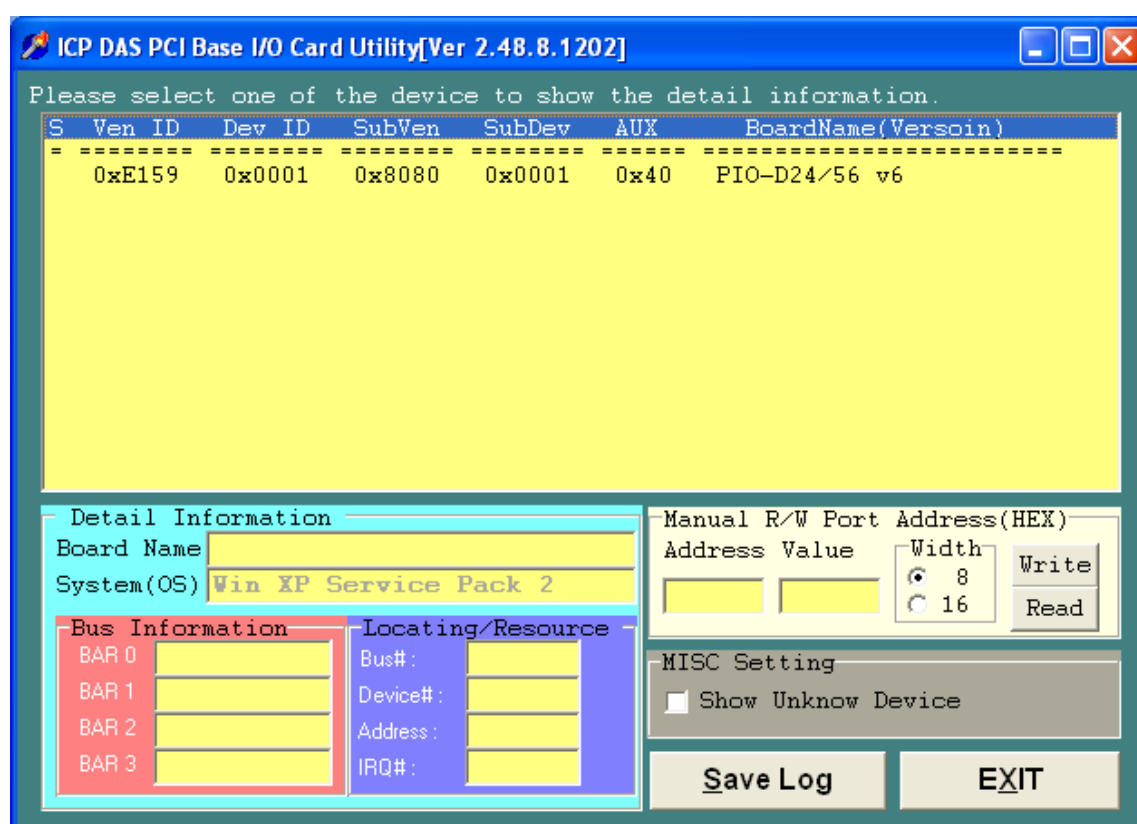 ICP DAS PCI Base I/O Card Utility[Ver 2.48.8.1202]
Please select one of the device to show the detail information.
S Ven ID Dev ID SubVen SubDev AUX BoardName(Versoin)
= ======== ======== ======== ======== ====== =========================
0xE159 0x0001 0x8080 0x0001 0x40 PIO-D24/56 v6
Detail Information
Board Name
System(OS) Win XP Service Pack 2
Bus Information
BAR 0
BAR 1
BAR 2
BAR 3
Locating/Resource
Bus# :
Device# :
Address :
IRQ# :
Manual R/W Port Address(HEX)
Address Value Width
8
16
Write
Read
MISC Setting
Show Unknow Device
Save Log
EXIT